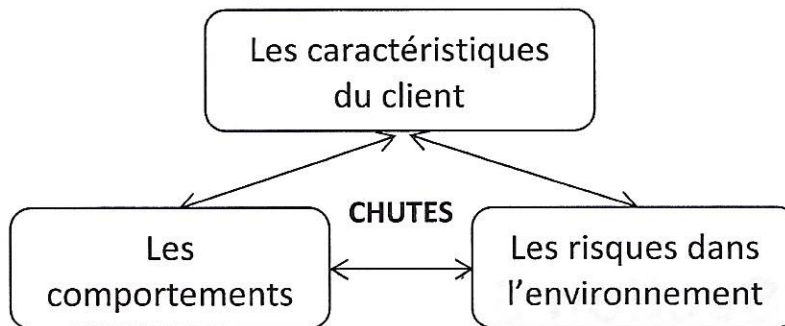 Les caractéristiques
du client
CHUTES
Les
comportements
Les risques dans
l’environnement